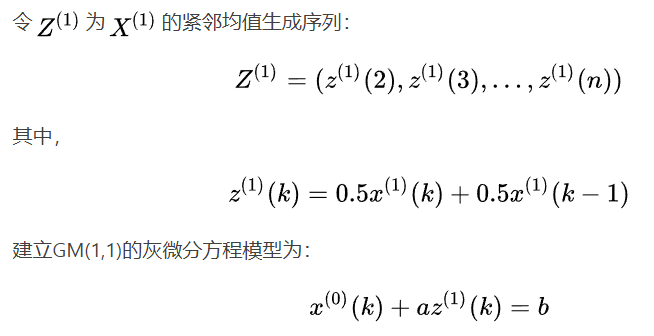 令 Z^{(1)} 为 X^{(1)} 的紧邻均值生成序列：
Z^{(1)} = (z^{(1)}(2), z^{(1)}(3), ..., z^{(1)}(n))
其中，
z^{(1)}(k) = 0.5x^{(1)}(k) + 0.5x^{(1)}(k − 1)
建立GM(1,1)的灰微分方程模型为：
x^{(0)}(k) + az^{(1)}(k) = b